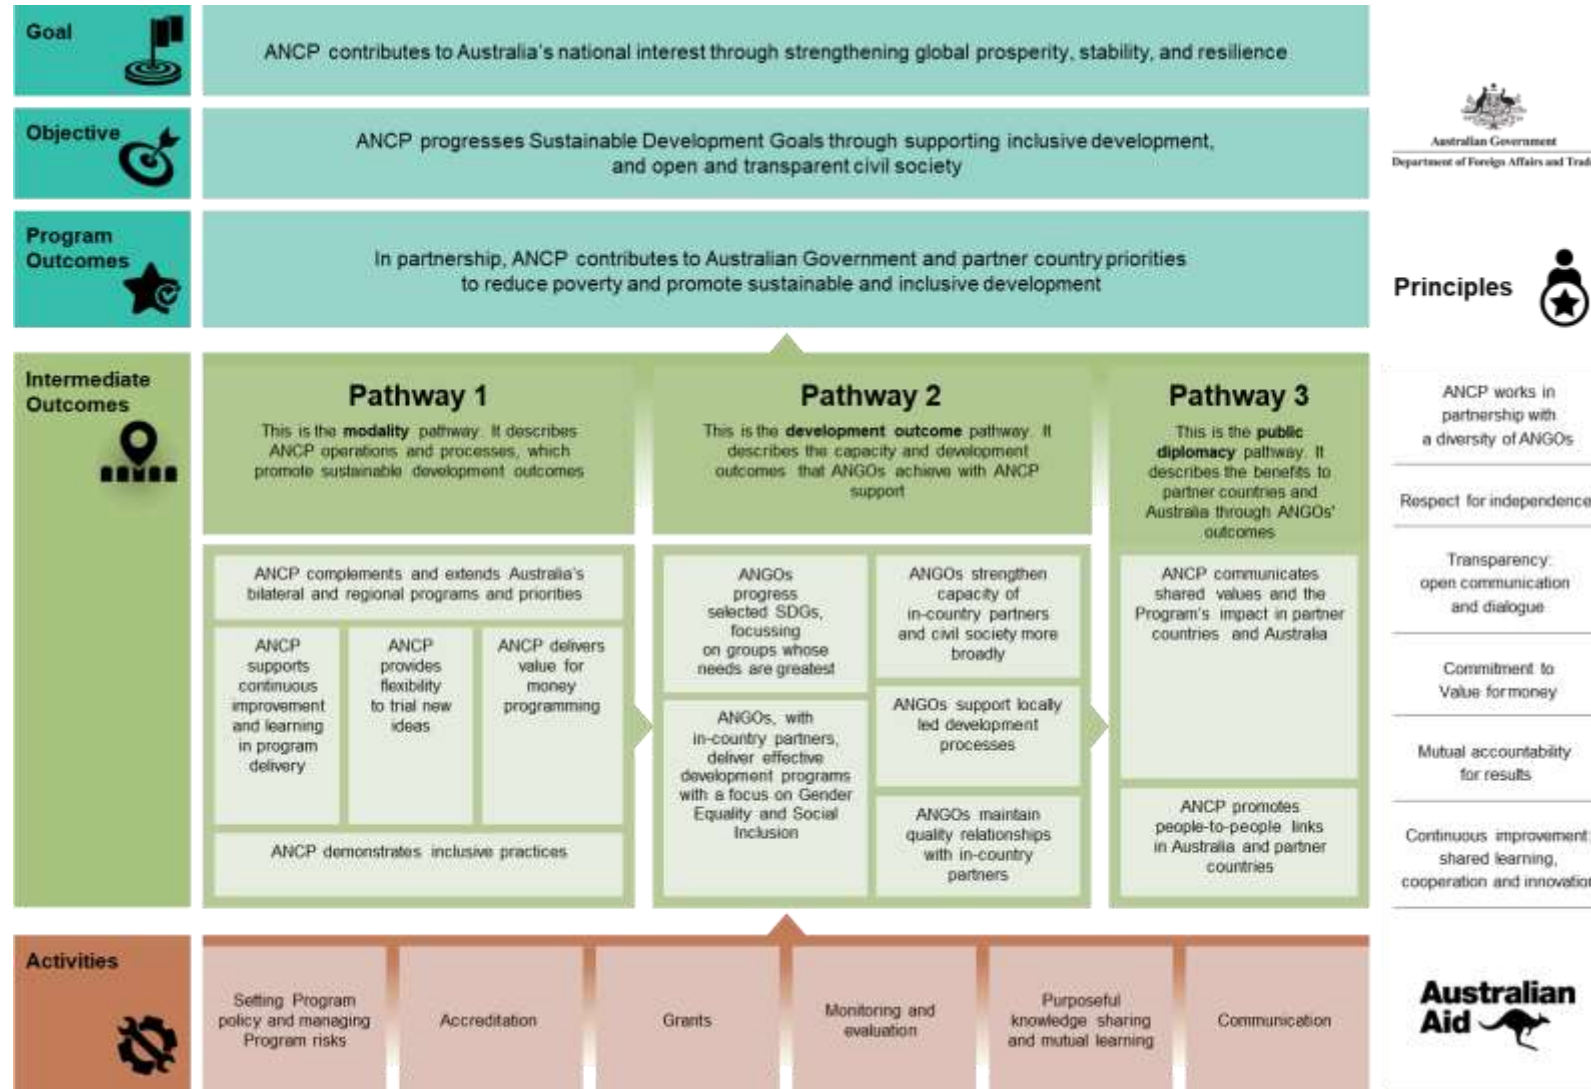 Goal
ANCP contributes to Australia's national interest through strengthening global prosperity, stability, and resilience
Objective
ANCP progresses Sustainable Development Goals through supporting inclusive development,
and open and transparent civil society
Australian Government
Department of Foreign Affairs and Trade
Program
Outcomes
In partnership, ANCP contributes to Australian Government and partner country priorities
to reduce poverty and promote sustainable and inclusive development
Principles
Intermediate
Outcomes
Pathway 1
This is the modality pathway. It describes
ANCP operations and processes, which
promote sustainable development outcomes
ANCP complements and extends Australia's
bilateral and regional programs and priorities
ANCP
supports
continuous
improvement
and learning
in program
delivery
ANCP
provides
flexibility
to trial new
ideas
ANCP delivers
value for
money
programming
ANCP demonstrates inclusive practices
Pathway 2
This is the development outcome pathway. It
describes the capacity and development
outcomes that ANGOs achieve with ANCP
support
ANGOs
progress
selected SDGs,
focussing
on groups whose
needs are greatest
ANGOs, with
in-country partners,
deliver effective
development programs
with a focus on Gender
Equality and Social
Inclusion
ANGOs strengthen
capacity of
in-country partners
and civil society more
broadly
ANGOs support locally
led development
processes
ANGOs maintain
quality relationships
with in-country
partners
Pathway 3
This is the public
diplomacy pathway. It
describes the benefits to
partner countries and
Australia through ANGOs'
outcomes
ANCP communicates
shared values and the
Program's impact in partner
countries and Australia
ANCP promotes
people-to-people links
in Australia and partner
countries
ANCP works in
partnership with
a diversity of ANGOs
Respect for independence
Transparency:
open communication
and dialogue
Commitment to
Value for money
Mutual accountability
for results
Continuous improvement:
shared learning,
cooperation and innovation
Activities
Setting Program
policy and managing
Program risks
Accreditation
Grants
Monitoring and
evaluation
Purposeful
knowledge sharing
and mutual learning
Communication
Australian
Aid